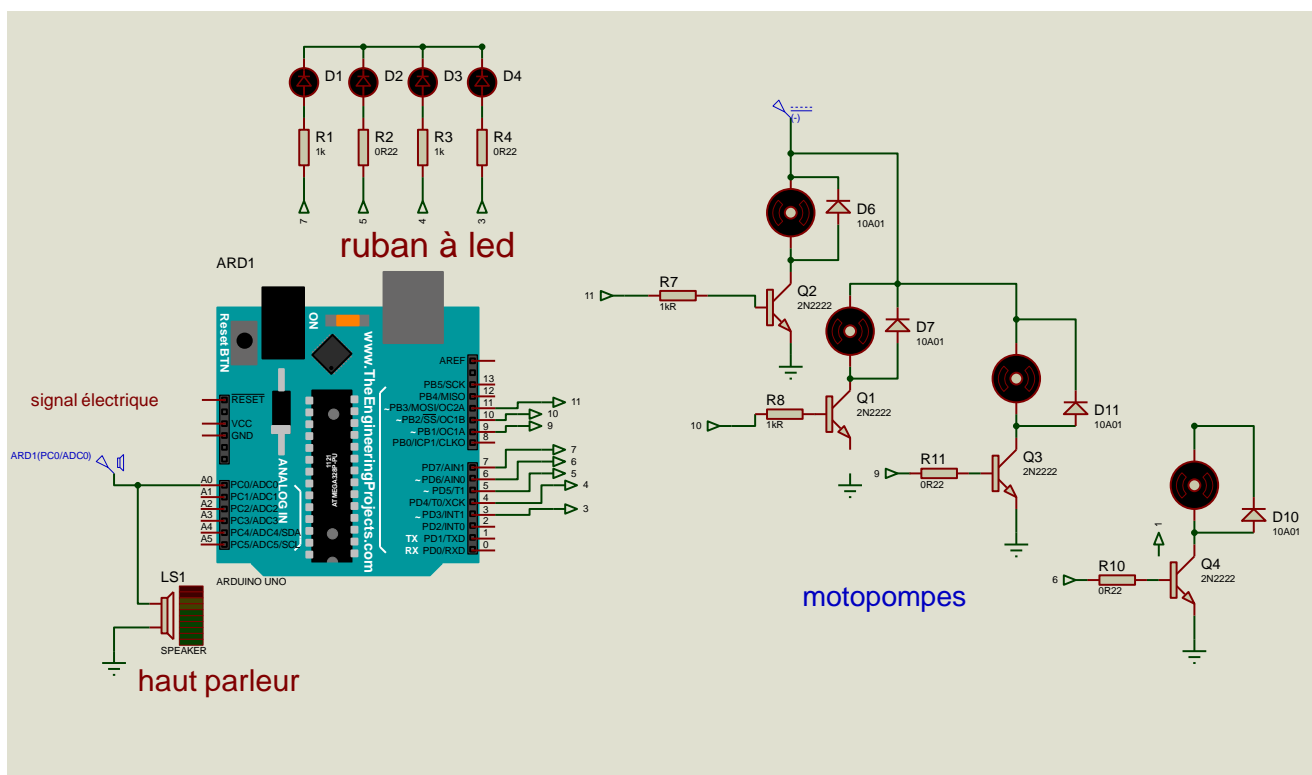 D1 D2 D3 D4
R1 R2 R3 R4
1k 0R22 1k 0R22
7 5 4 3
ruban à led
(-)
D6
10A01
R7
1kR
11
Q2
2N2222
D7
10A01
R8
1kR
10
Q1
2N2222
D11
10A01
R11
0R22
9
Q3
2N2222
D10
10A01
1
R10
0R22
6
Q4
2N2222
motopompes
ARD1
Reset BTN
ON
www.TheEngineeringProjects.com
ANALOG IN
1121
ATMEGA328P-PU
signal électrique
RESET
VCC
GND
ARD1(PC0/ADC0)
A0 PC0/ADC0
A1 PC1/ADC1
A2 PC2/ADC2
A3 PC3/ADC3
A4 PC4/ADC4/SDA
A5 PC5/ADC5/SCL
AREF
PB5/SCK 13
PB4/MISO 12
~PB3/MOSI/OC2A 11 11
~PB2/SS/OC1B 10 10
~PB1/OC1A 9 9
PB0/ICP1/CLKO 8
PD7/AIN1 7 7
~PD6/AIN0 6 6
~PD5/T1 5 5
PD4/T0/XCK 4 4
~PD3/INT1 3 3
PD2/INT0 2
TX PD1/TXD 1
RX PD0/RXD 0
ARDUINO UNO
LS1
SPEAKER
haut parleur